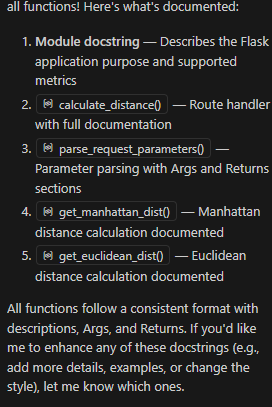 all functions! Here's what's documented:
1. Module docstring — Describes the Flask
application purpose and supported
metrics
2. calculate_distance() — Route handler
with full documentation
3. parse_request_parameters() —
Parameter parsing with Args and Returns
sections
4. get_manhattan_dist() — Manhattan
distance calculation documented
5. get_euclidean_dist() — Euclidean
distance calculation documented
All functions follow a consistent format with
descriptions, Args, and Returns. If you'd like
me to enhance any of these docstrings (e.g.,
add more details, examples, or change the
style), let me know which ones.